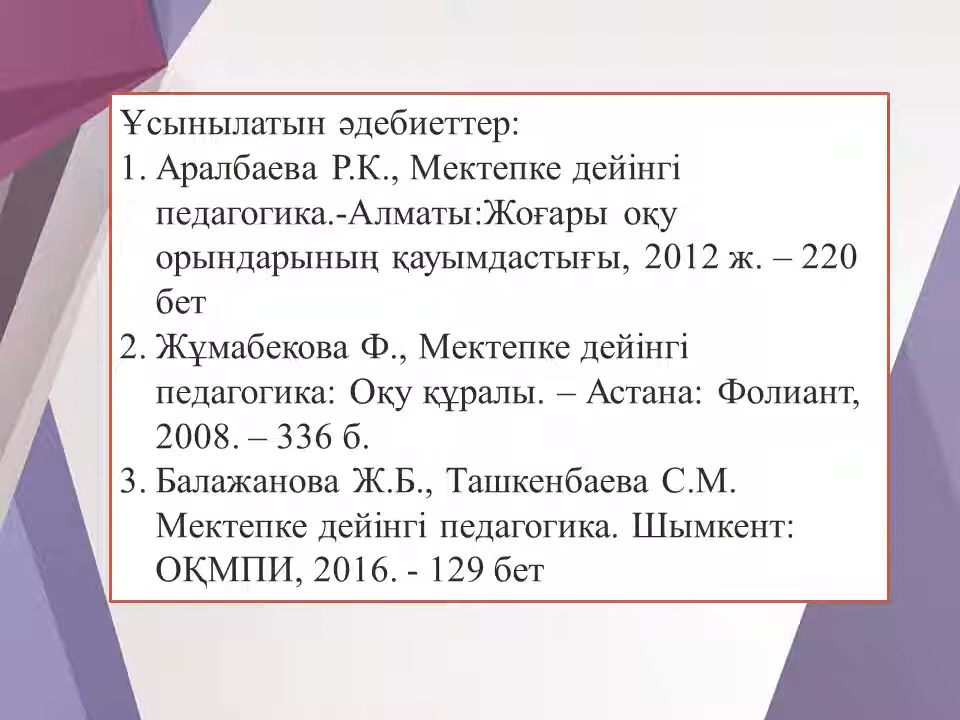 Ұсынылатын әдебиеттер:
1. Аралбаева Р.К., Мектепке дейінгі
педагогика.-Алматы:Жоғары оқу
орындарының қауымдастығы, 2012 ж. – 220
бет
2. Жұмабекова Ф., Мектепке дейінгі
педагогика: Оқу құралы. – Астана: Фолиант,
2008. – 336 б.
3. Балажанова Ж.Б., Ташкенбаева С.М.
Мектепке дейінгі педагогика. Шымкент:
ОҚМПИ, 2016. - 129 бет